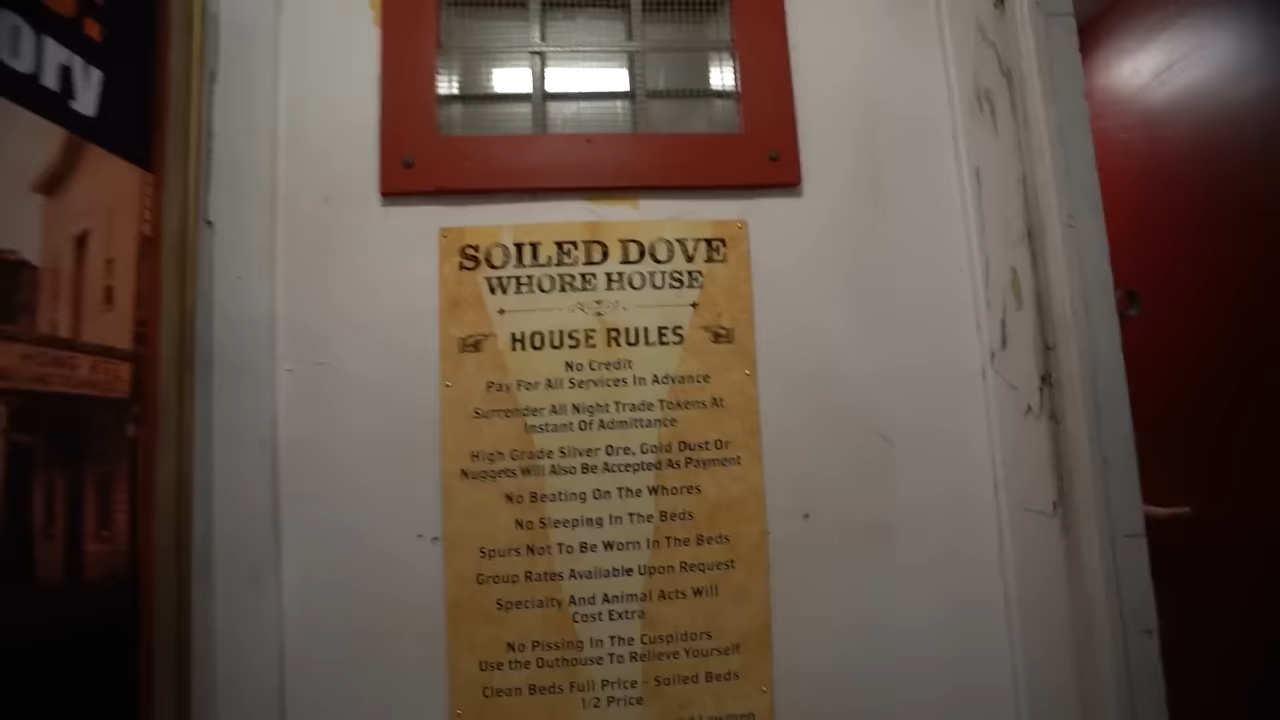 ory
SOILED DOVE
WHORE HOUSE
HOUSE RULES
No Credit
Pay For All Services In Advance
Surrender All Night Trade Tokens At
Instant Of Admittance
High Grade Silver Ore, Gold Dust Or
Nuggets Will Also Be Accepted As Payment
No Beating On The Whores
No Sleeping In The Beds
Spurs Not To Be Worn In The Beds
Group Rates Available Upon Request
Specialty And Animal Acts Will
Cost Extra
No Pissing In The Cuspidors
Use the Outhouse To Relieve Yourself
Clean Beds Full Price - Soiled Beds
1/2 Price
Lawmen